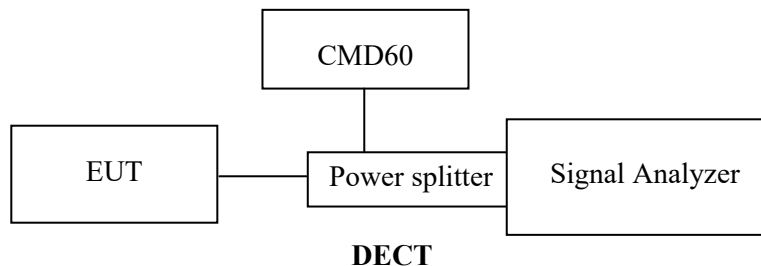 CMD60
EUT
Power splitter
Signal Analyzer
DECT